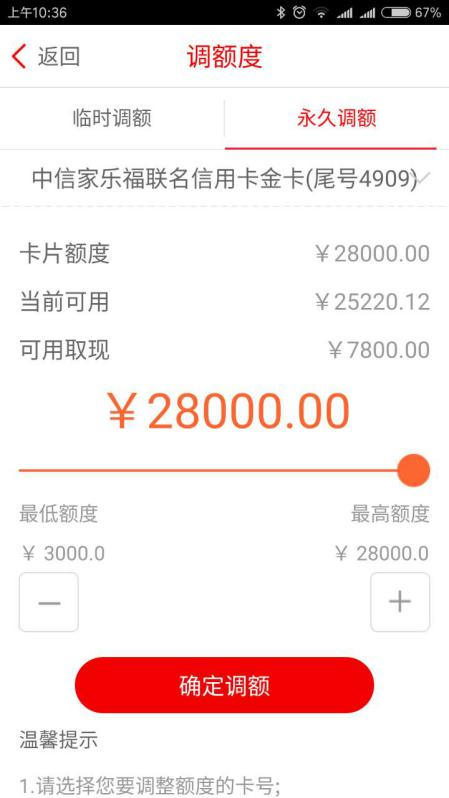 上午10:36
67%
返回
调额度
临时调额
永久调额
中信家乐福联名信用卡金卡(尾号4909)
卡片额度
￥28000.00
当前可用
￥25220.12
可用取现
￥7800.00
￥28000.00
最低额度
最高额度
￥ 3000.0
￥ 28000.0
确定调额
温馨提示
1.请选择您要调整额度的卡号;